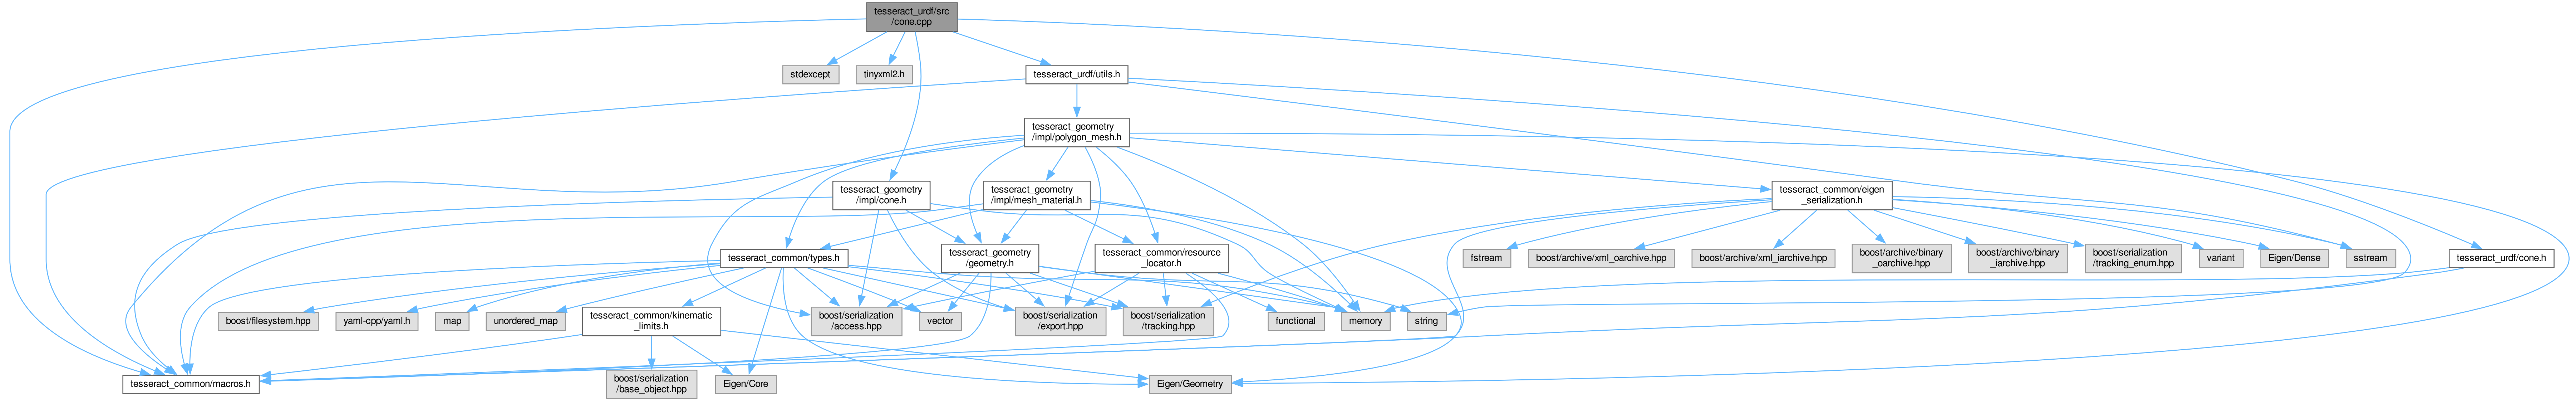 tesseract_urdf/src
/cone.cpp
stdexcept
tinyxml2.h
tesseract_urdf/utils.h
tesseract_geometry
/impl/polygon_mesh.h
tesseract_geometry
/impl/cone.h
tesseract_geometry
/impl/mesh_material.h
tesseract_common/eigen
_serialization.h
tesseract_common/types.h
tesseract_geometry
/geometry.h
tesseract_common/resource
_locator.h
fstream
boost/archive/xml_oarchive.hpp
boost/archive/xml_iarchive.hpp
boost/archive/binary
_oarchive.hpp
boost/archive/binary
_iarchive.hpp
boost/serialization
/tracking_enum.hpp
variant
Eigen/Dense
sstream
tesseract_urdf/cone.h
boost/filesystem.hpp
yaml-cpp/yaml.h
map
unordered_map
tesseract_common/kinematic
_limits.h
boost/serialization
/access.hpp
vector
boost/serialization
/export.hpp
boost/serialization
/tracking.hpp
functional
memory
string
tesseract_common/macros.h
boost/serialization
/base_object.hpp
Eigen/Core
Eigen/Geometry